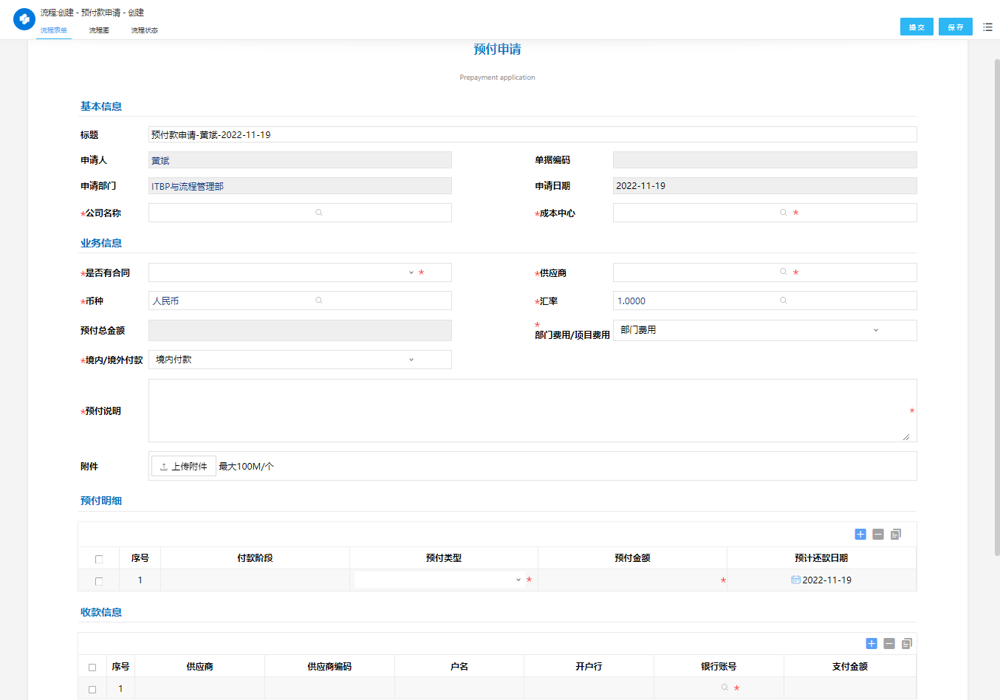 流程:创建 - 预付款申请 - 创建
流程表单 流程图 流程状态
提交 保存
预付申请
Prepayment application
基本信息
标题 预付款申请-黄斌-2022-11-19
申请人 黄斌 单据编码
申请部门 ITBP与流程管理部 申请日期 2022-11-19
*公司名称 *成本中心 *
业务信息
*是否有合同 * *供应商 *
*币种 人民币 *汇率 1.0000
预付总金额 * 部门费用/项目费用 部门费用
*境内/境外付款 境内付款
*预付说明 *
附件 上传附件 最大100M/个
预付明细
序号 付款阶段 预付类型 预付金额 预计还款日期
1 * * 2022-11-19
收款信息
序号 供应商 供应商编码 户名 开户行 银行账号 支付金额
1 *